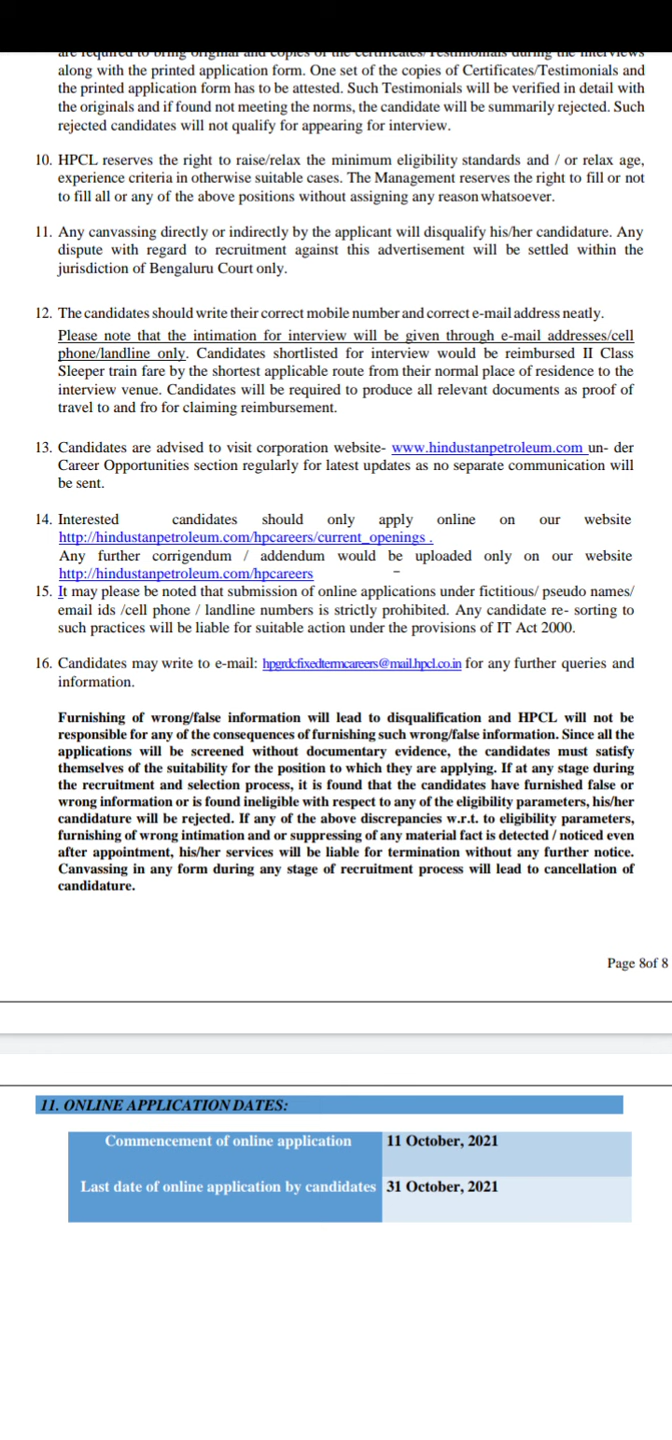 are required to bring original and copies of the certificates/Testimonials during the interviews
along with the printed application form. One set of the copies of Certificates/Testimonials and
the printed application form has to be attested. Such Testimonials will be verified in detail with
the originals and if found not meeting the norms, the candidate will be summarily rejected. Such
rejected candidates will not qualify for appearing for interview.
10. HPCL reserves the right to raise/relax the minimum eligibility standards and / or relax age,
experience criteria in otherwise suitable cases. The Management reserves the right to fill or not
to fill all or any of the above positions without assigning any reason whatsoever.
11. Any canvassing directly or indirectly by the applicant will disqualify his/her candidature. Any
dispute with regard to recruitment against this advertisement will be settled within the
jurisdiction of Bengaluru Court only.
12. The candidates should write their correct mobile number and correct e-mail address neatly.
Please note that the intimation for interview will be given through e-mail addresses/cell
phone/landline only. Candidates shortlisted for interview would be reimbursed II Class
Sleeper train fare by the shortest applicable route from their normal place of residence to the
interview venue. Candidates will be required to produce all relevant documents as proof of
travel to and fro for claiming reimbursement.
13. Candidates are advised to visit corporation website- www.hindustanpetroleum.com un- der
Career Opportunities section regularly for latest updates as no separate communication will
be sent.
14. Interested candidates should only apply online on our website
http://hindustanpetroleum.com/hpcareers/current_openings .
Any further corrigendum / addendum would be uploaded only on our website
http://hindustanpetroleum.com/hpcareers –
15. It may please be noted that submission of online applications under fictitious/ pseudo names/
email ids /cell phone / landline numbers is strictly prohibited. Any candidate re- sorting to
such practices will be liable for suitable action under the provisions of IT Act 2000.
16. Candidates may write to e-mail: hpgrdcfixedtermcareers@mail.hpcl.co.in for any further queries and
information.
Furnishing of wrong/false information will lead to disqualification and HPCL will not be
responsible for any of the consequences of furnishing such wrong/false information. Since all the
applications will be screened without documentary evidence, the candidates must satisfy
themselves of the suitability for the position to which they are applying. If at any stage during
the recruitment and selection process, it is found that the candidates have furnished false or
wrong information or is found ineligible with respect to any of the eligibility parameters, his/her
candidature will be rejected. If any of the above discrepancies w.r.t. to eligibility parameters,
furnishing of wrong intimation and or suppressing of any material fact is detected / noticed even
after appointment, his/her services will be liable for termination without any further notice.
Canvassing in any form during any stage of recruitment process will lead to cancellation of
candidature.
Page 8of 8
11. ONLINE APPLICATION DATES:
Commencement of online application 11 October, 2021
Last date of online application by candidates 31 October, 2021